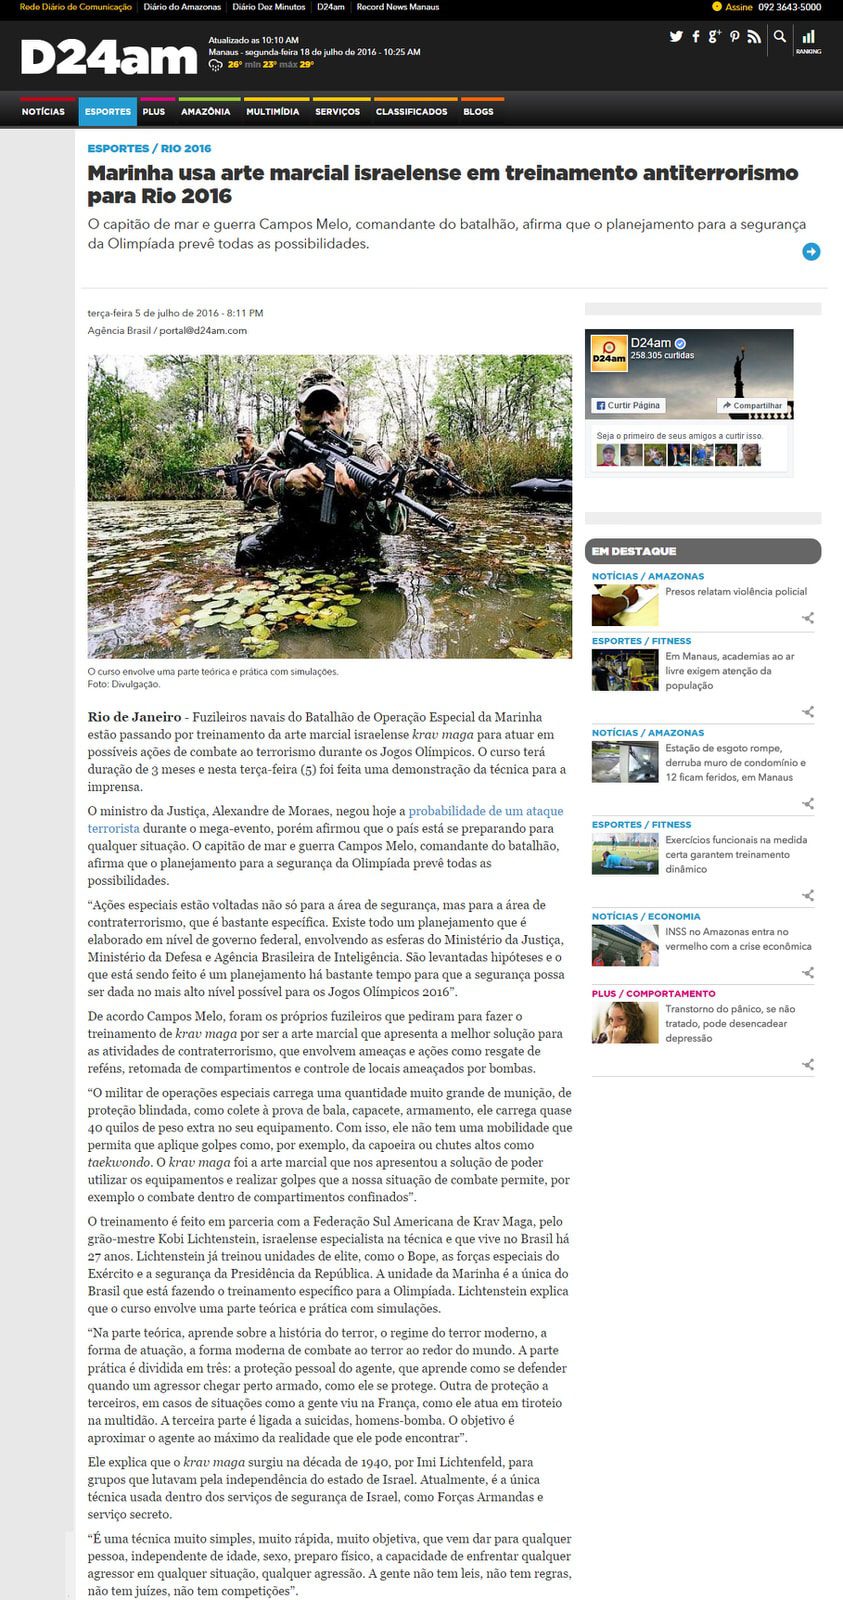 Rede Diário de Comunicação Diário do Amazonas Diário Dez Minutos D24am Record News Manaus Assine 092 3643-5000
D24am
Atualizado as 10:10 AM
Manaus - segunda-feira 18 de julho de 2016 - 10:25 AM
26° min 23° máx 29°
RANKING
NOTÍCIAS ESPORTES PLUS AMAZÔNIA MULTIMÍDIA SERVIÇOS CLASSIFICADOS BLOGS
ESPORTES / RIO 2016
Marinha usa arte marcial israelense em treinamento antiterrorismo
para Rio 2016
O capitão de mar e guerra Campos Melo, comandante do batalhão, afirma que o planejamento para a segurança
da Olimpíada prevê todas as possibilidades.
terça-feira 5 de julho de 2016 - 8:11 PM
Agência Brasil / portal@d24am.com
O curso envolve uma parte teórica e prática com simulações.
Foto: Divulgação.
Rio de Janeiro - Fuzileiros navais do Batalhão de Operação Especial da Marinha
estão passando por treinamento da arte marcial israelense krav maga para atuar em
possíveis ações de combate ao terrorismo durante os Jogos Olímpicos. O curso terá
duração de 3 meses e nesta terça-feira (5) foi feita uma demonstração da técnica para a
imprensa.
O ministro da Justiça, Alexandre de Moraes, negou hoje a probabilidade de um ataque
terrorista durante o mega-evento, porém afirmou que o país está se preparando para
qualquer situação. O capitão de mar e guerra Campos Melo, comandante do batalhão,
afirma que o planejamento para a segurança da Olimpíada prevê todas as
possibilidades.
“Ações especiais estão voltadas não só para a área de segurança, mas para a área de
contraterrorismo, que é bastante específica. Existe todo um planejamento que é
elaborado em nível de governo federal, envolvendo as esferas do Ministério da Justiça,
Ministério da Defesa e Agência Brasileira de Inteligência. São levantadas hipóteses e o
que está sendo feito é um planejamento há bastante tempo para que a segurança possa
ser dada no mais alto nível possível para os Jogos Olímpicos 2016”.
De acordo Campos Melo, foram os próprios fuzileiros que pediram para fazer o
treinamento de krav maga por ser a arte marcial que apresenta a melhor solução para
as atividades de contraterrorismo, que envolvem ameaças e ações como resgate de
reféns, retomada de compartimentos e controle de locais ameaçados por bombas.
“O militar de operações especiais carrega uma quantidade muito grande de munição, de
proteção blindada, como colete à prova de bala, capacete, armamento, ele carrega quase
40 quilos de peso extra no seu equipamento. Com isso, ele não tem uma mobilidade que
permita que aplique golpes como, por exemplo, da capoeira ou chutes altos como
taekwondo. O krav maga foi a arte marcial que nos apresentou a solução de poder
utilizar os equipamentos e realizar golpes que a nossa situação de combate permite, por
exemplo o combate dentro de compartimentos confinados”.
O treinamento é feito em parceria com a Federação Sul Americana de Krav Maga, pelo
grão-mestre Kobi Lichtenstein, israelense especialista na técnica e que vive no Brasil há
27 anos. Lichtenstein já treinou unidades de elite, como o Bope, as forças especiais do
Exército e a segurança da Presidência da República. A unidade da Marinha é a única do
Brasil que está fazendo o treinamento específico para a Olimpíada. Lichtenstein explica
que o curso envolve uma parte teórica e prática com simulações.
“Na parte teórica, aprende sobre a história do terror, o regime do terror moderno, a
forma de atuação, a forma moderna de combate ao terror ao redor do mundo. A parte
prática é dividida em três: a proteção pessoal do agente, que aprende como se defender
quando um agressor chegar perto armado, como ele se protege. Outra de proteção a
terceiros, em casos de situações como a gente viu na França, como ele atua em tiroteio
na multidão. A terceira parte é ligada a suicidas, homens-bomba. O objetivo é
aproximar o agente ao máximo da realidade que ele pode encontrar”.
Ele explica que o krav maga surgiu na década de 1940, por Imi Lichtenfeld, para
grupos que lutavam pela independência do estado de Israel. Atualmente, é a única
técnica usada dentro dos serviços de segurança de Israel, como Forças Armandas e
serviço secreto.
“É uma técnica muito simples, muito rápida, muito objetiva, que vem dar para qualquer
pessoa, independente de idade, sexo, preparo físico, a capacidade de enfrentar qualquer
agressor em qualquer situação, qualquer agressão. A gente não tem leis, não tem regras,
não tem juízes, não tem competições”.
D24am
D24am
258.305 curtidas
Curtir Página Compartilhar
Seja o primeiro de seus amigos a curtir isso.
EM DESTAQUE
NOTÍCIAS / AMAZONAS
Presos relatam violência policial
ESPORTES / FITNESS
Em Manaus, academias ao ar
livre exigem atenção da
população
NOTÍCIAS / AMAZONAS
Estação de esgoto rompe,
derruba muro de condomínio e
12 ficam feridos, em Manaus
ESPORTES / FITNESS
Exercícios funcionais na medida
certa garantem treinamento
dinâmico
NOTÍCIAS / ECONOMIA
INSS no Amazonas entra no
vermelho com a crise econômica
PLUS / COMPORTAMENTO
Transtorno do pânico, se não
tratado, pode desencadear
depressão